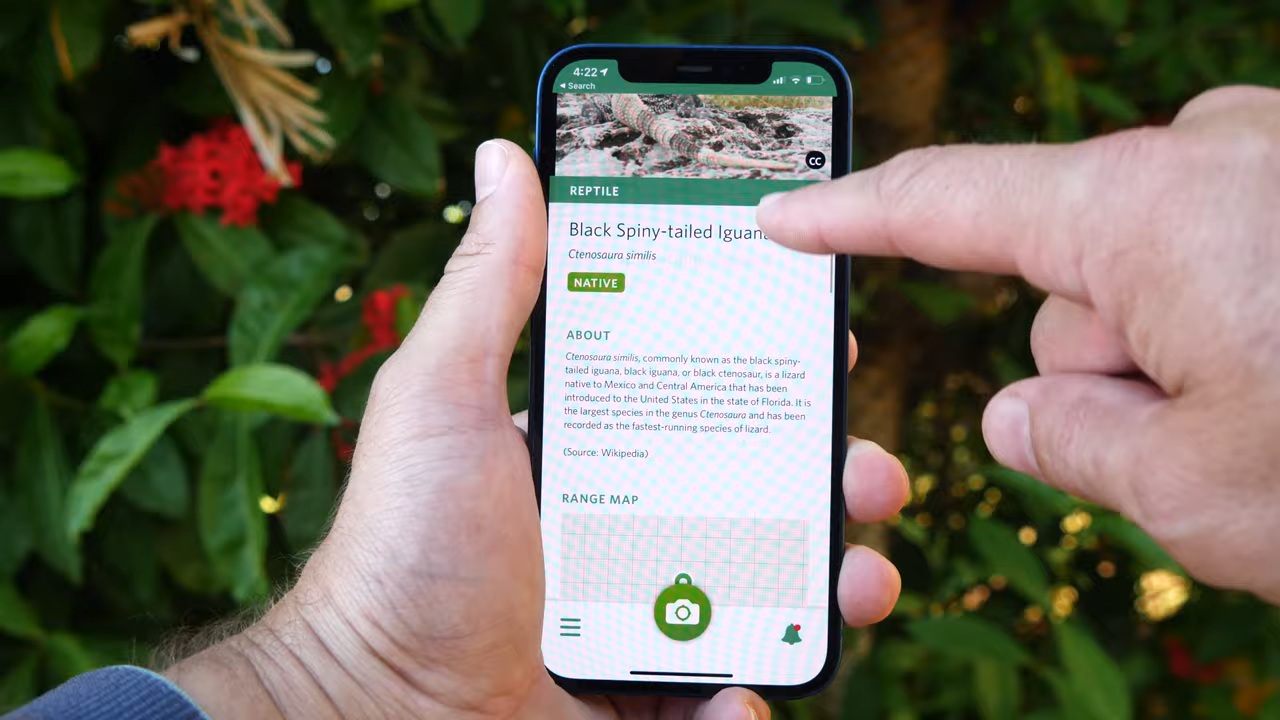 4:22
Search
CC
REPTILE
Black Spiny-tailed Iguana
Ctenosaura similis
NATIVE
ABOUT
Ctenosaura similis, commonly known as the black spiny-
tailed iguana, black iguana, or black ctenosaur, is a lizard
native to Mexico and Central America that has been
introduced to the United States in the state of Florida. It is
the largest species in the genus Ctenosaura and has been
recorded as the fastest-running species of lizard.
(Source: Wikipedia)
RANGE MAP